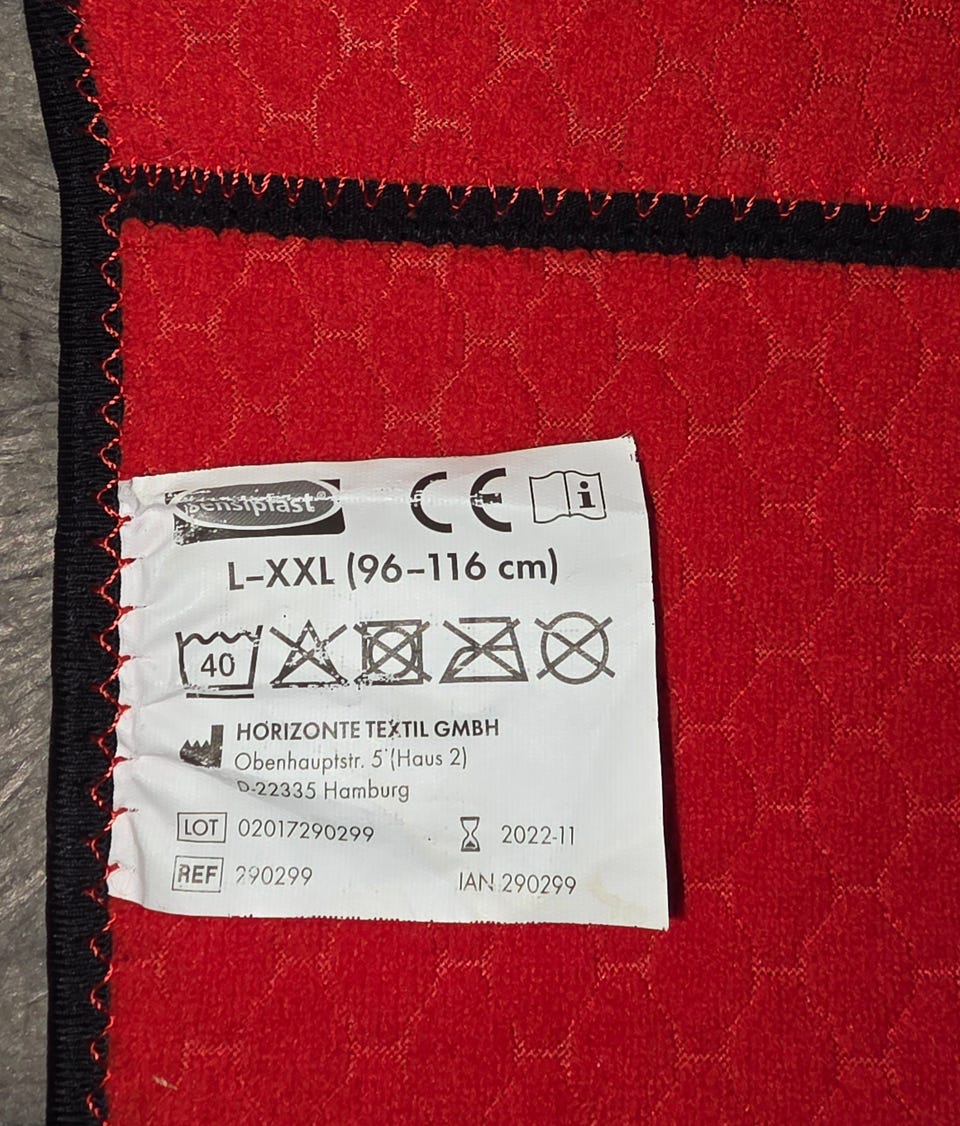 sensiplast® CE i
L–XXL (96–116 cm)
40
HORIZONTE TEXTIL GMBH
Obenhauptstr. 5 (Haus 2)
D-22335 Hamburg
LOT 02017290299 2022-11
REF 290299 IAN 290299